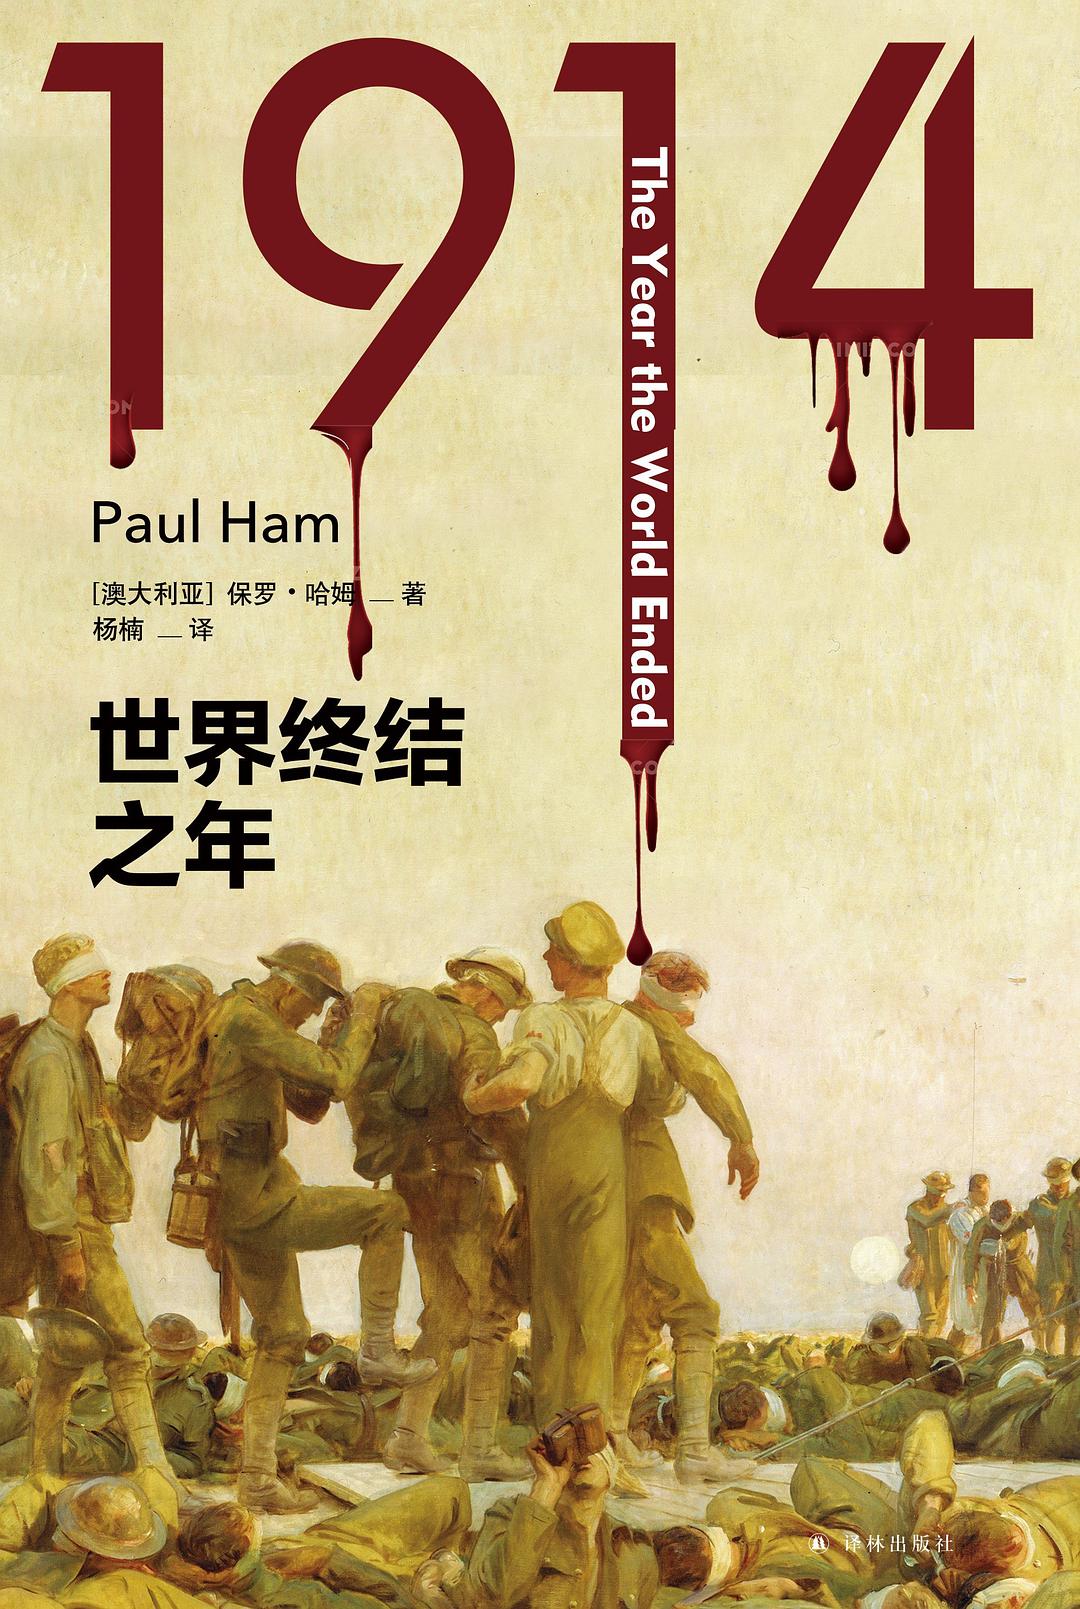 1914
The Year the World Ended
Paul Ham
[澳大利亚] 保罗·哈姆 — 著
杨楠 — 译
世界终结
之年
译林出版社